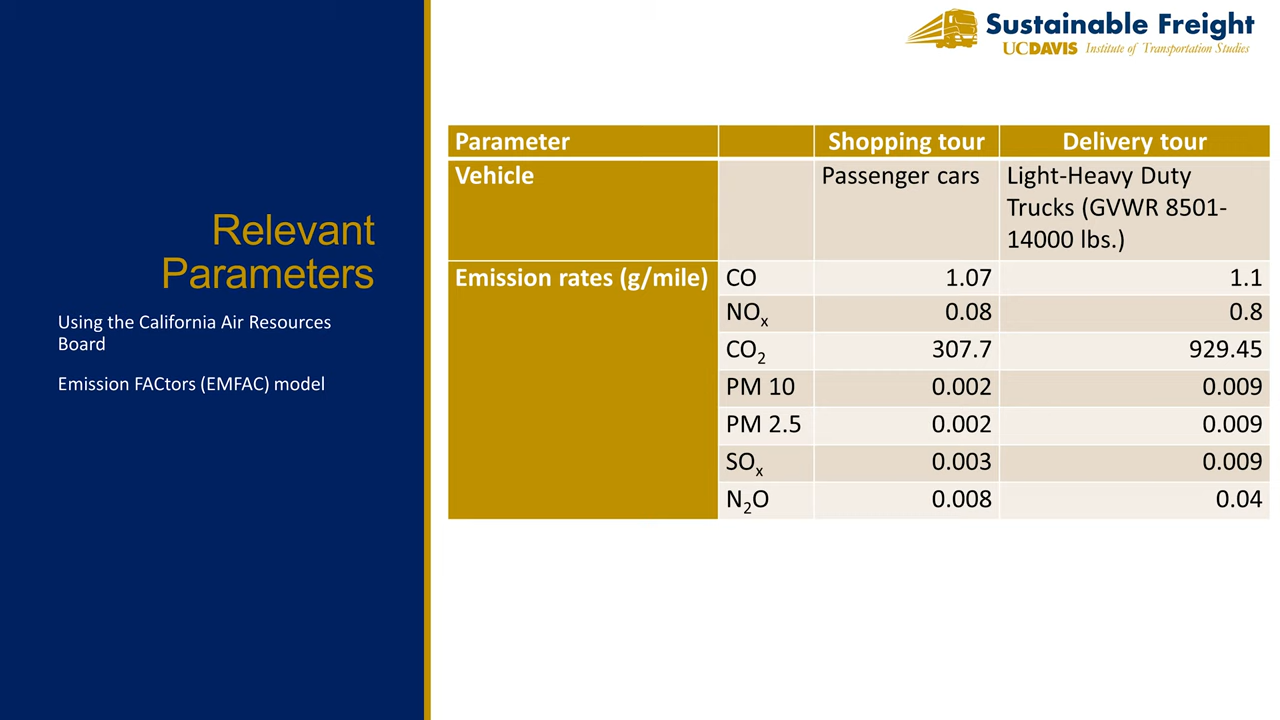 Sustainable Freight
UCDAVIS Institute of Transportation Studies
Relevant
Parameters
Using the California Air Resources
Board
Emission FACtors (EMFAC) model
Parameter Shopping tour Delivery tour
Vehicle Passenger cars Light-Heavy Duty
Trucks (GVWR 8501-
14000 lbs.)
Emission rates (g/mile) CO 1.07 1.1
NOx 0.08 0.8
CO2 307.7 929.45
PM 10 0.002 0.009
PM 2.5 0.002 0.009
SOx 0.003 0.009
N2O 0.008 0.04